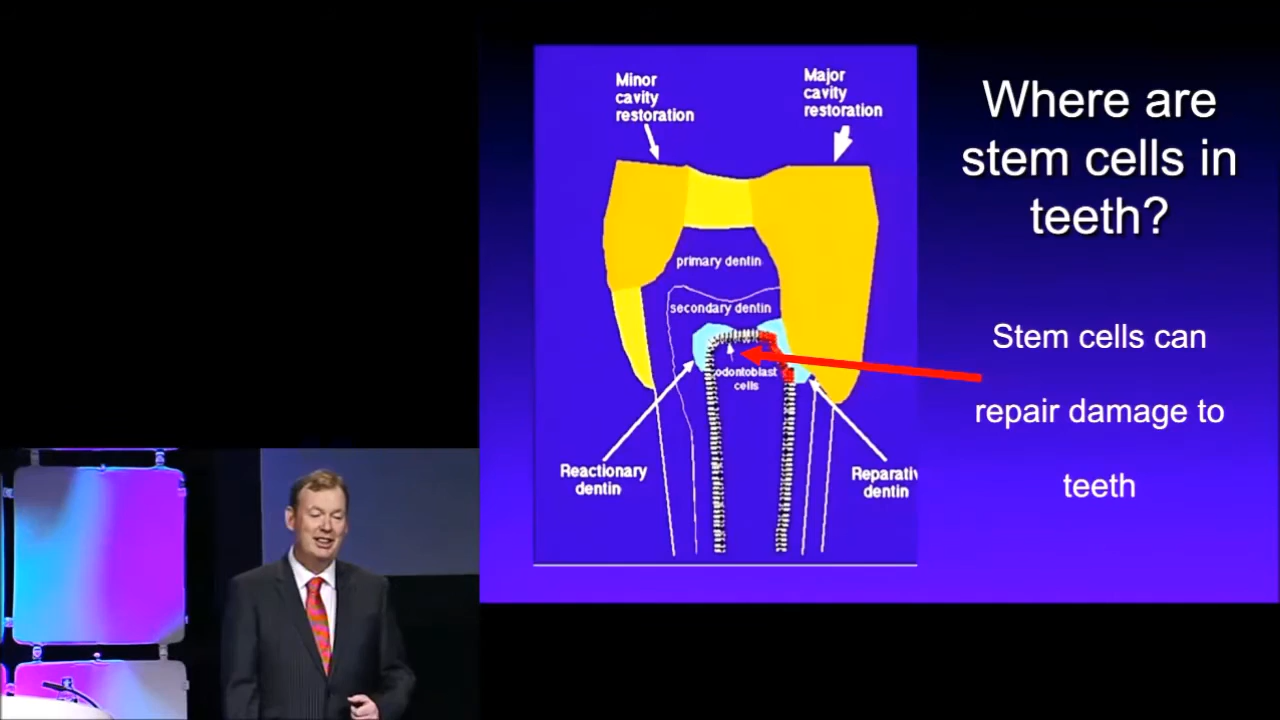 Minor
cavity
restoration
Major
cavity
restoration
primary dentin
secondary dentin
odontoblast
cells
Reactionary
dentin
Reparativ
dentin
Where are
stem cells in
teeth?
Stem cells can
repair damage to
teeth